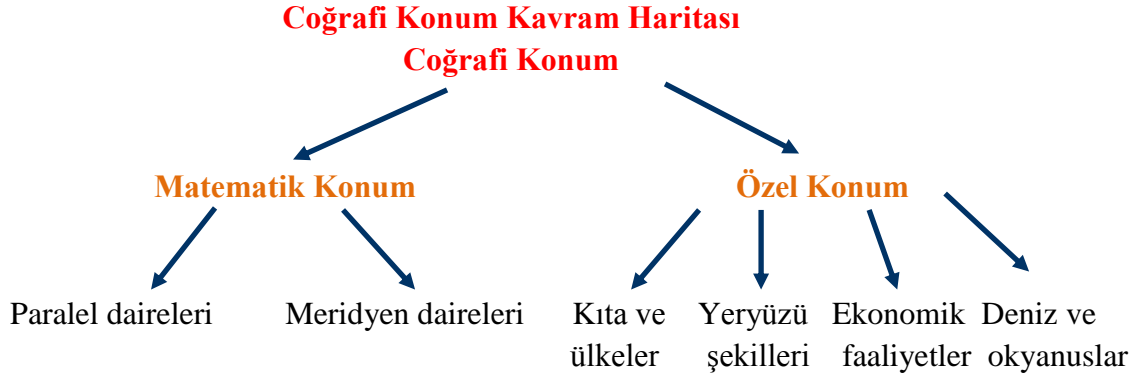 Coğrafi Konum Kavram Haritası
Coğrafi Konum
Matematik Konum
Özel Konum
Paralel daireleri
Meridyen daireleri
Kıta ve
ülkeler
Yeryüzü
şekilleri
Ekonomik
faaliyetler
Deniz ve
okyanuslar